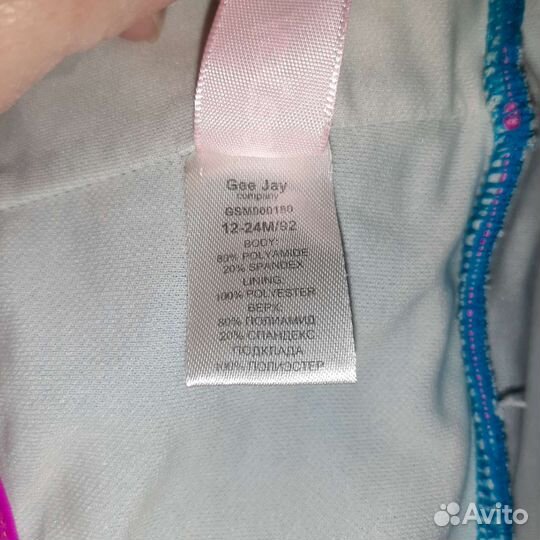 Gee Jay
company
GSM000180
12-24M/92
BODY:
80% POLYAMIDE
20% SPANDEX
LINING:
100% POLYESTER
ВЕРХ:
80% ПОЛИАМИД
20% СПАНДЕКС
ПОДКЛАДА
100% ПОЛИЭСТЕР
Avito